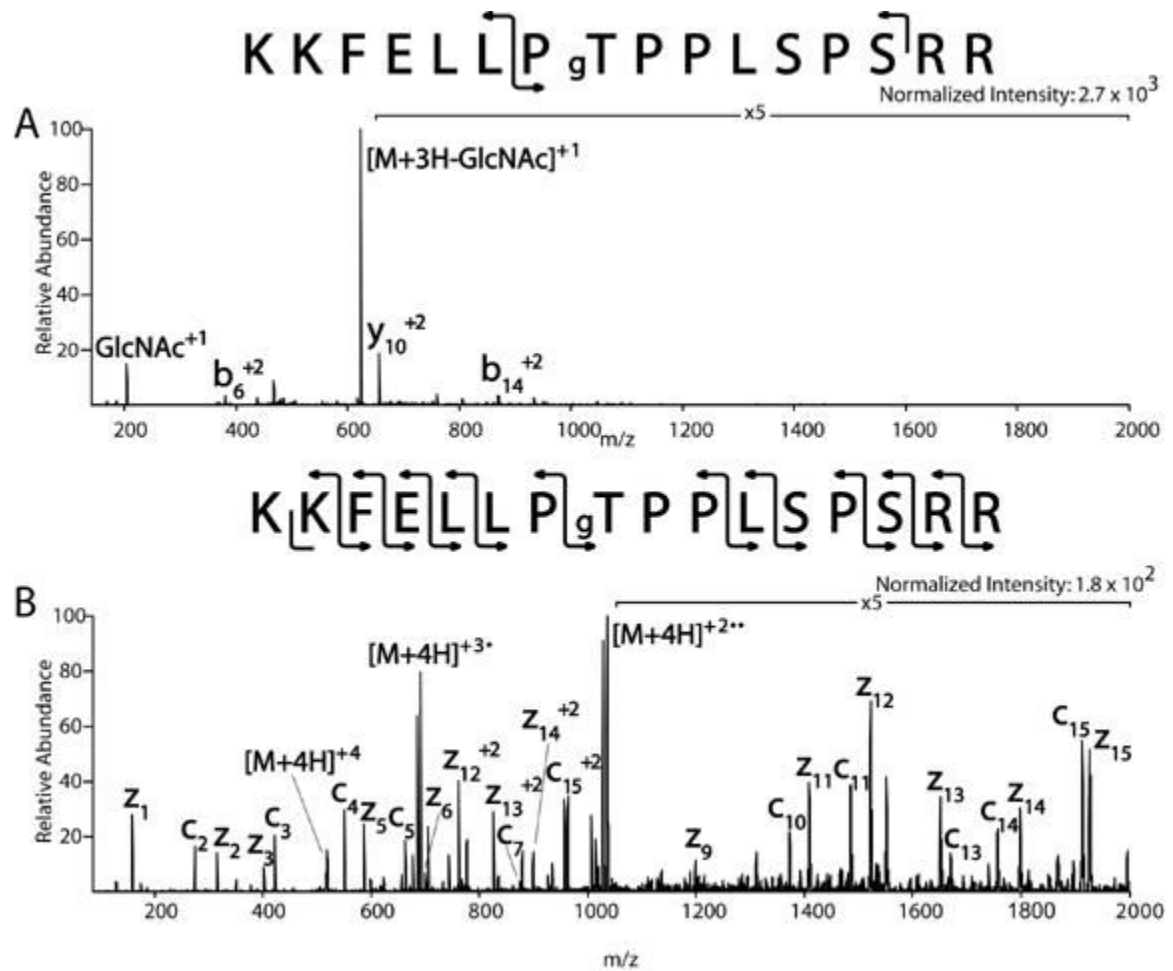 K K F E L L P gT P P L S P S R R
Normalized Intensity: 2.7 x 10³
A
x5
100
80
60
40
20
Relative Abundance
[M+3H-GlcNAc]⁺¹
GlcNAc⁺¹
b₆⁺²
y₁₀⁺²
b₁₄⁺²
200 400 600 800 1000 1200 1400 1600 1800 2000
m/z
K K F E L L P gT P P L S P S R R
Normalized Intensity: 1.8 x 10²
B
x5
100
80
60
40
20
Relative Abundance
[M+4H]⁺²••
[M+4H]⁺³•
[M+4H]⁺⁴
z₁
c₂
z₂
z₃
c₃
c₄
z₅
c₅
z₆
z₁₂⁺²
z₁₃⁺²
c₇
z₁₄⁺²
c₁₅⁺²
z₉
c₁₀
z₁₁
c₁₁
z₁₂
z₁₃
c₁₃
c₁₄
z₁₄
c₁₅
z₁₅
200 400 600 800 1000 1200 1400 1600 1800 2000
m/z